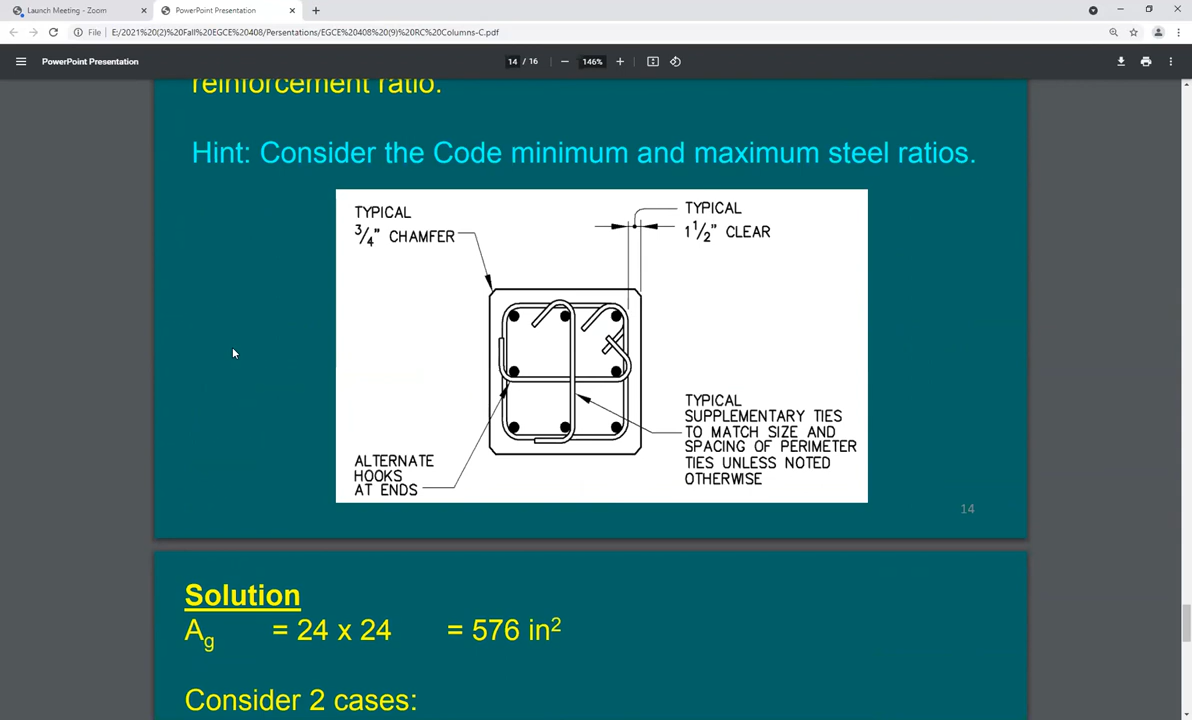 Launch Meeting - Zoom
PowerPoint Presentation
File E:/2021%20(2)%20Fall%20EGCE%20408/Persentations/EGCE%20408%20(9)%20RC%20Columns-C.pdf
PowerPoint Presentation
14 / 16
146%
reinforcement ratio.
Hint: Consider the Code minimum and maximum steel ratios.
TYPICAL
3/4" CHAMFER
TYPICAL
1 1/2" CLEAR
ALTERNATE
HOOKS
AT ENDS
TYPICAL
SUPPLEMENTARY TIES
TO MATCH SIZE AND
SPACING OF PERIMETER
TIES UNLESS NOTED
OTHERWISE
14
Solution
Ag = 24 x 24 = 576 in²
Consider 2 cases: